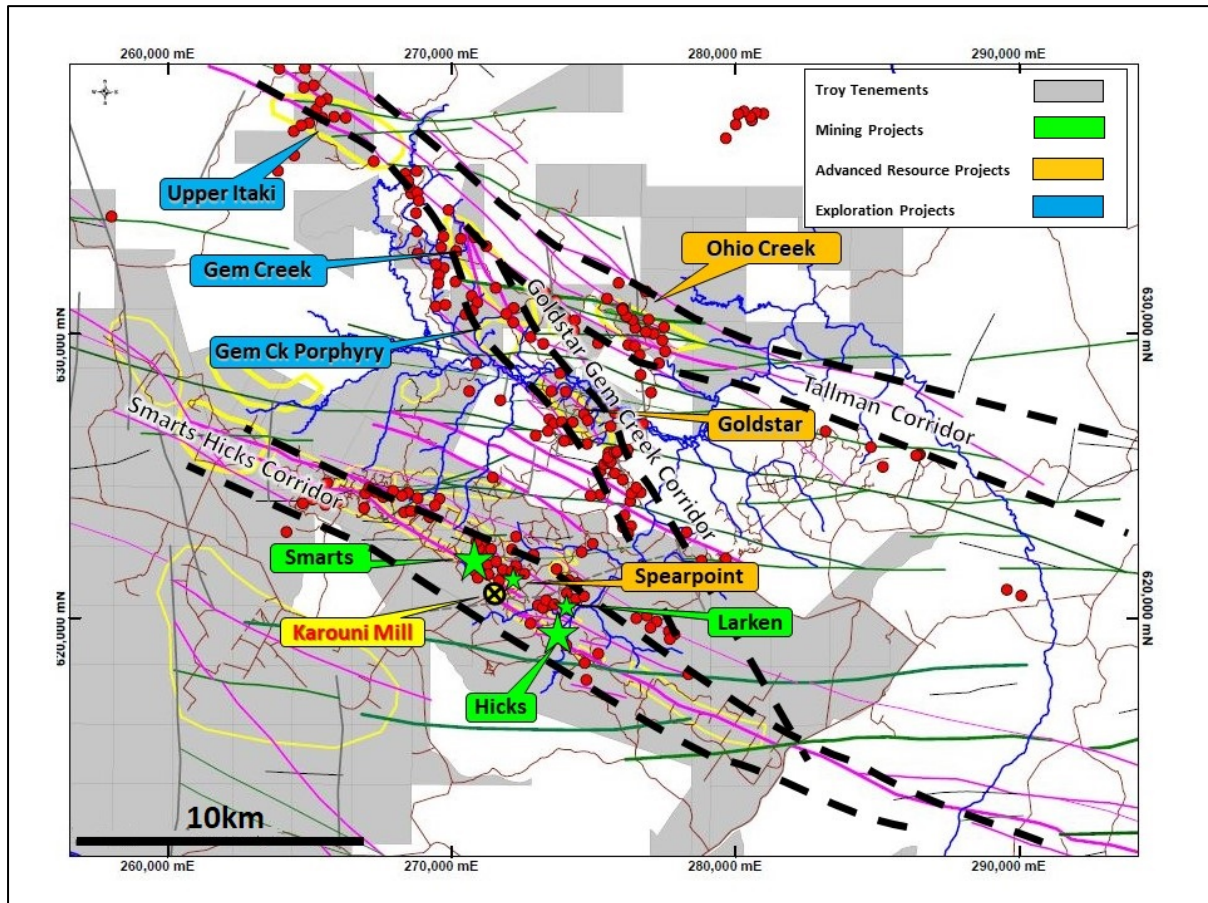 260,000 mE
270,000 mE
280,000 mE
290,000 mE
Troy Tenements
Mining Projects
Advanced Resource Projects
Exploration Projects
Upper Itaki
Gem Creek
Ohio Creek
Gem Ck Porphyry
630,000 mN
630,000 mN
Goldstar Gem Creek Corridor
Tallman Corridor
Goldstar
Smarts-Hicks Corridor
Smarts
Spearpoint
Karouni Mill
Larken
620,000 mN
620,000 mN
Hicks
10km
260,000 mE
270,000 mE
280,000 mE
290,000 mE